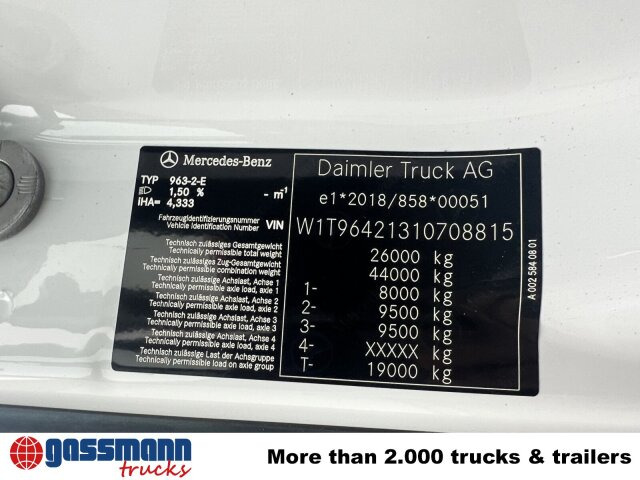 Mercedes-Benz
TYP 963-2-E
1,50 % - m⁻¹
iHA= 4,333
Fahrzeugidentifizierungsnummer
Vehicle Identification Number VIN
Technisch zulässiges Gesamtgewicht
Technically permissible total weight
Technisch zulässiges Zug-Gesamtgewicht
Technically permissible combination weight
Technisch zulässige Achslast, Achse 1
Technically permissible axle load, axle 1
Technisch zulässige Achslast, Achse 2
Technically permissible axle load, axle 2
Technisch zulässige Achslast, Achse 3
Technically permissible axle load, axle 3
Technisch zulässige Achslast, Achse 4
Technically permissible axle load, axle 4
Technisch zulässige Last der Achsgruppe
Technically permissible load on axle group
Daimler Truck AG
e1*2018/858*00051
W1T96421310708815
26000 kg
44000 kg
1- 8000 kg
2- 9500 kg
3- 9500 kg
4- XXXXX kg
T- 19000 kg
A 002 584 08 01
gassmann
trucks
More than 2.000 trucks & trailers